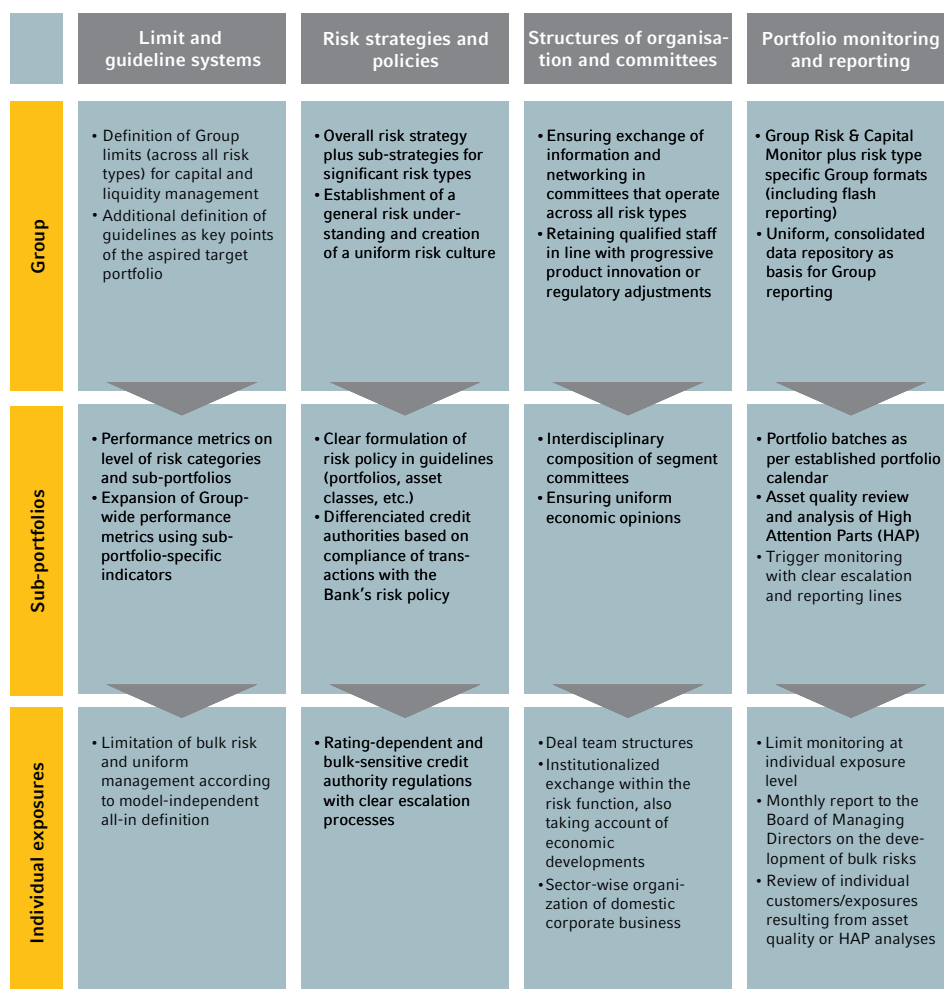 Limit and
guideline systems
Risk strategies and
policies
Structures of organisa-
tion and committees
Portfolio monitoring
and reporting
Group
• Definition of Group
limits (across all risk
types) for capital and
liquidity management
• Additional definition of
guidelines as key points
of the aspired target
portfolio
• Overall risk strategy
plus sub-strategies for
significant risk types
• Establishment of a
general risk under-
standing and creation
of a uniform risk culture
• Ensuring exchange of
information and
networking in
committees that operate
across all risk types
• Retaining qualified staff
in line with progressive
product innovation or
regulatory adjustments
• Group Risk & Capital
Monitor plus risk type
specific Group formats
(including flash
reporting)
• Uniform, consolidated
data repository as
basis for Group
reporting
Sub-portfolios
• Performance metrics on
level of risk categories
and sub-portfolios
• Expansion of Group-
wide performance
metrics using sub-
portfolio-specific
indicators
• Clear formulation of
risk policy in guidelines
(portfolios, asset
classes, etc.)
• Differenciated credit
authorities based on
compliance of trans-
actions with the
Bank's risk policy
• Interdisciplinary
composition of segment
committees
• Ensuring uniform
economic opinions
• Portfolio batches as
per established portfolio
calendar
• Asset quality review
and analysis of High
Attention Parts (HAP)
• Trigger monitoring
with clear escalation
and reporting lines
Individual exposures
• Limitation of bulk risk
and uniform
management according
to model-independent
all-in definition
• Rating-dependent and
bulk-sensitive credit
authority regulations
with clear escalation
processes
• Deal team structures
• Institutionalized
exchange within the
risk function, also
taking account of
economic
developments
• Sector-wise organi-
zation of domestic
corporate business
• Limit monitoring at
individual exposure
level
• Monthly report to the
Board of Managing
Directors on the deve-
lopment of bulk risks
• Review of individual
customers/exposures
resulting from asset
quality or HAP analyses